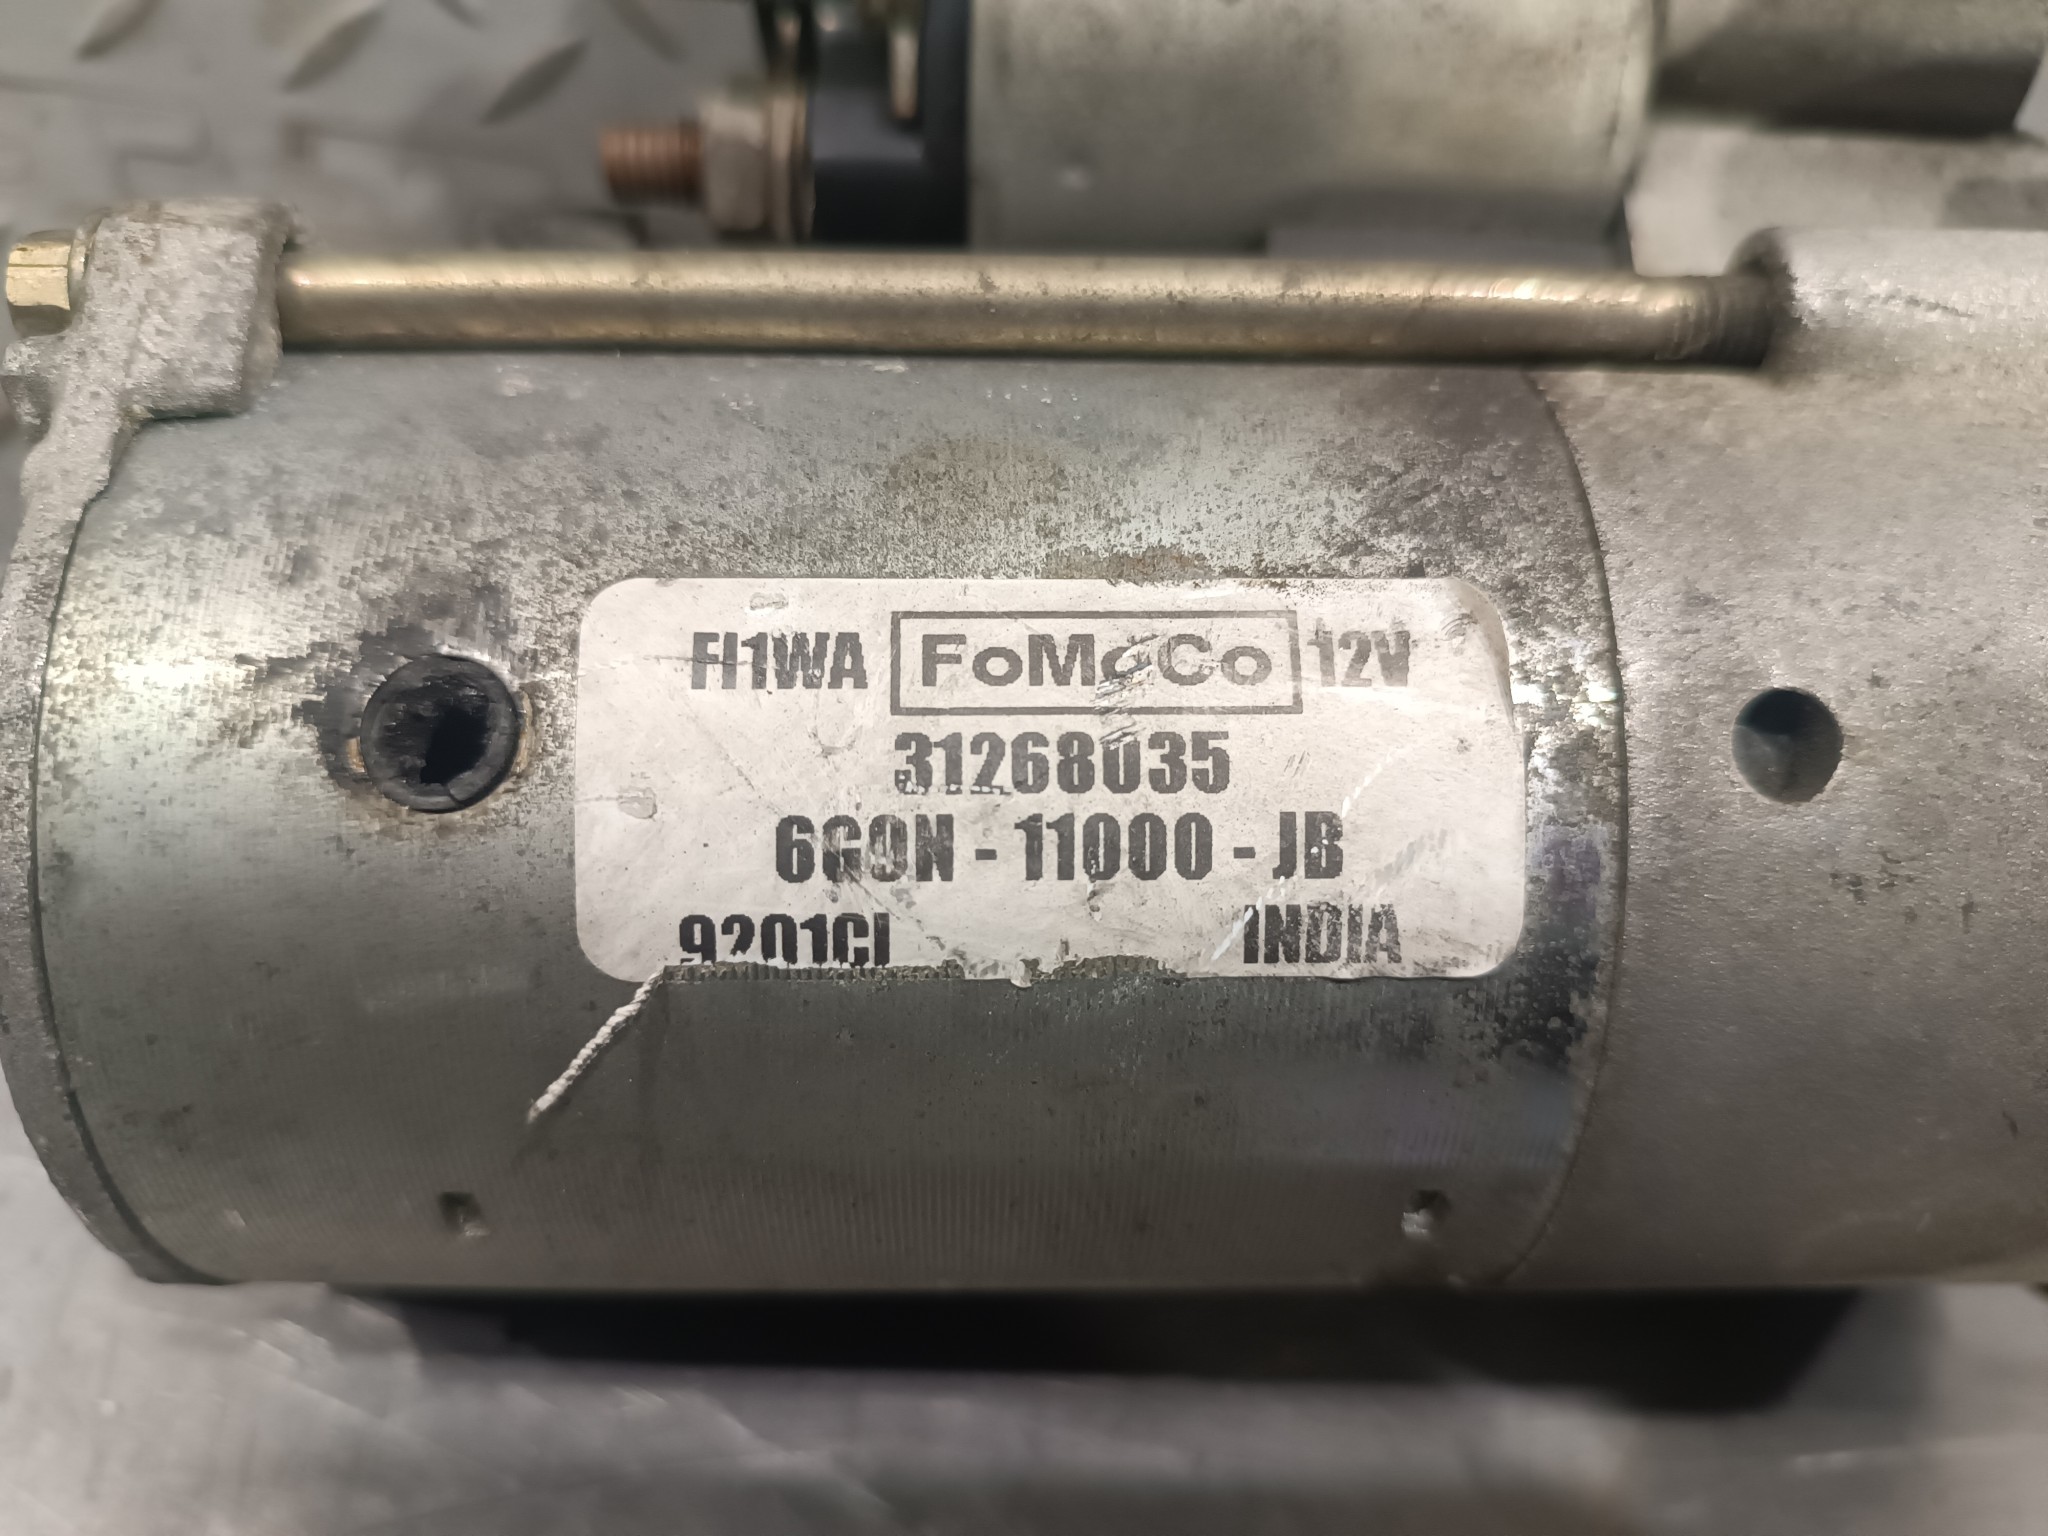 FI1WA FoMoCo 12V
31268035
6G9N - 11000 - JB
9201CI INDIA